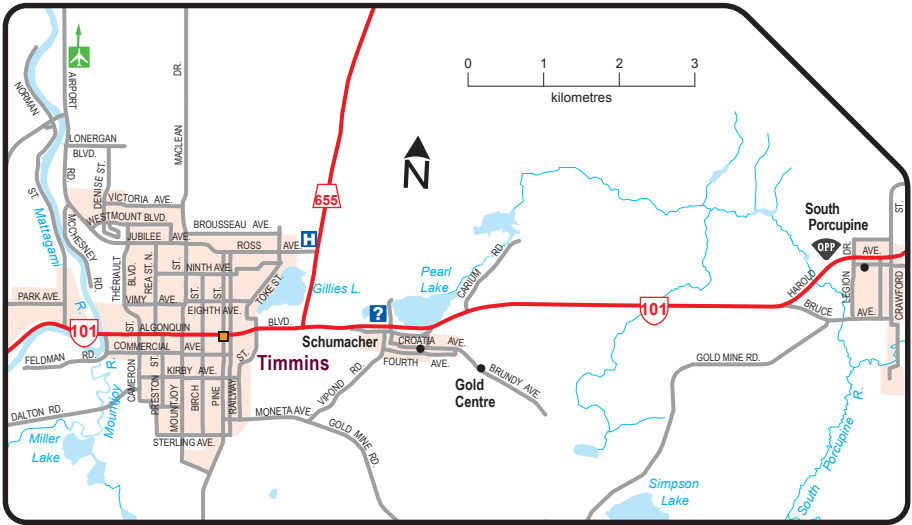 0 1 2 3
kilometres
N
NORMAN
ST.
AIRPORT
RD.
MACLEAN
DR.
LONERGAN
BLVD.
DENISE ST.
VICTORIA AVE.
WESTMOUNT BLVD.
JUBILEE AVE.
BROUSSEAU AVE.
ROSS AVE.
H
655
Mattagami
R.
MCCHESNEY
RD.
THÉRIAULT
BLVD.
REA ST. N.
ST.
NINTH AVE.
ST.
ST.
TOKE ST.
Gillies L.
PARK AVE.
VIMY AVE.
EIGHTH AVE.
101
ST.
ALGONQUIN
BLVD.
COMMERCIAL AVE.
FELDMAN RD.
Timmins
?
Pearl
Lake
CARIUM RD.
Schumacher
CROATIA AVE.
FOURTH AVE.
Gold
Centre
BRUNDY AVE.
VIPOND RD.
KIRBY AVE.
CAMERON
PRESTON ST.
MOUNTJOY
BIRCH
PINE
RAILWAY
ST.
MONETA AVE.
GOLD MINE RD.
STERLING AVE.
DALTON RD.
Mountjoy
R.
Miller
Lake
101
South
Porcupine
OPP
HAROLD
DR.
AVE.
ST.
LEGION
CRAWFORD
BRUCE AVE.
GOLD MINE RD.
South Porcupine
R.
Simpson
Lake